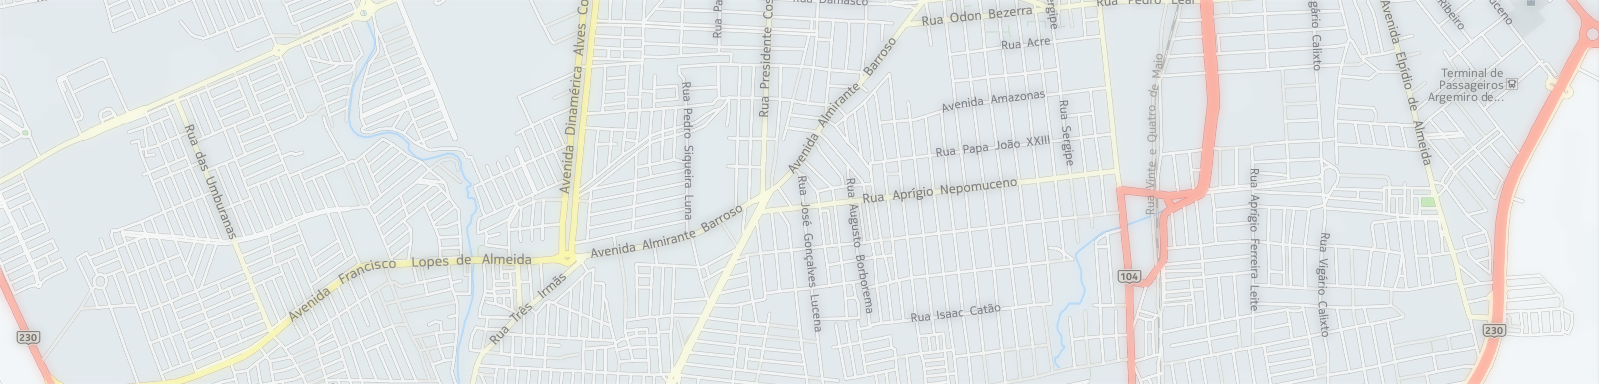 Rua Damasco
Rua Odon Bezerra
Rua Pedro Leal
Sergipe
Rua Acre
Rua Presidente Cos
Avenida Dinamérica Alves Co
Avenida Almirante Barroso
Vigário Calixto
Avenida Elpídio de Almeida
Ribeiro
Terminal de
Passageiros
Argemiro de...
Rua Pedro Siqueira Luna
Avenida Amazonas
Rua Sergipe
Rua Vinte e Quatro de Maio
Rua das Umburanas
Rua Papa João XXIII
Rua Aprígio Nepomuceno
Rua José Gonçalves Lucena
Rua Augusto Borborema
Rua Aprígio Ferreira Leite
Rua Vigário Calixto
Avenida Almirante Barroso
Avenida Francisco Lopes de Almeida
Rua Três Irmãs
104
Rua Isaac Catão
230
230